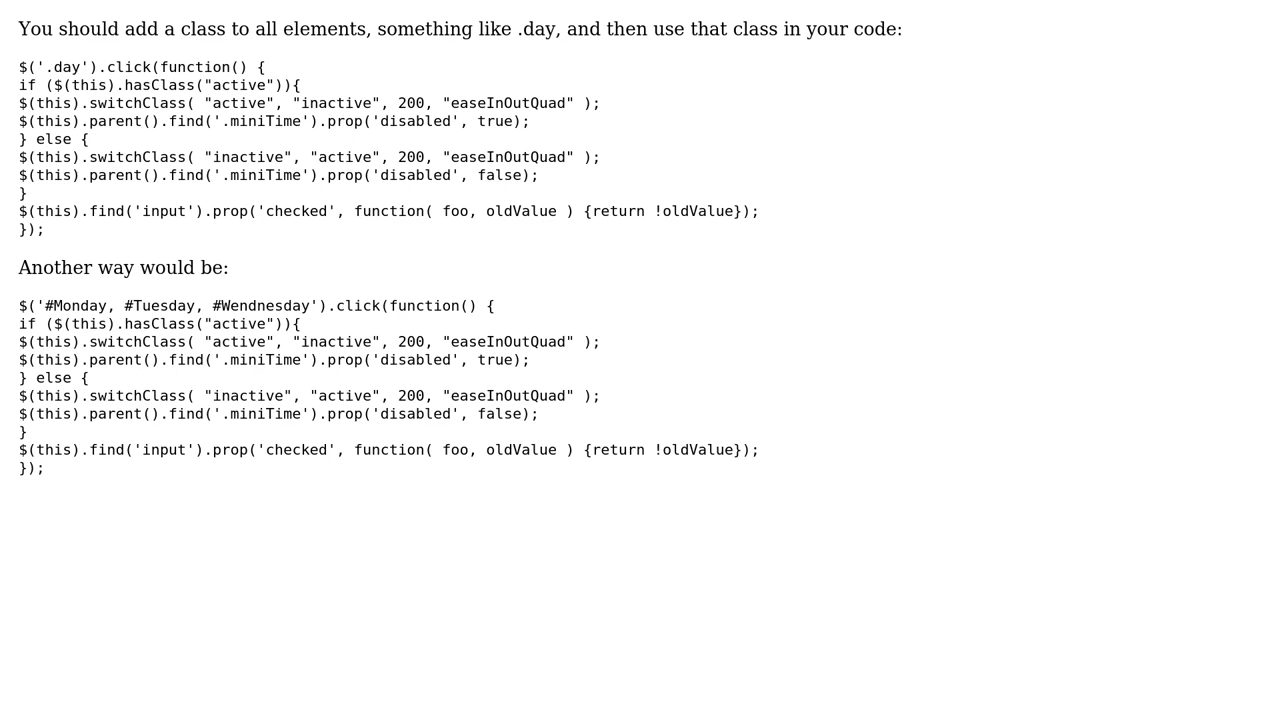 You should add a class to all elements, something like .day, and then use that class in your code:
$('.day').click(function() {
if ($(this).hasClass("active")){
$(this).switchClass( "active", "inactive", 200, "easeInOutQuad" );
$(this).parent().find('.miniTime').prop('disabled', true);
} else {
$(this).switchClass( "inactive", "active", 200, "easeInOutQuad" );
$(this).parent().find('.miniTime').prop('disabled', false);
}
$(this).find('input').prop('checked', function( foo, oldValue ) {return !oldValue});
});
Another way would be:
$('#Monday, #Tuesday, #Wendnesday').click(function() {
if ($(this).hasClass("active")){
$(this).switchClass( "active", "inactive", 200, "easeInOutQuad" );
$(this).parent().find('.miniTime').prop('disabled', true);
} else {
$(this).switchClass( "inactive", "active", 200, "easeInOutQuad" );
$(this).parent().find('.miniTime').prop('disabled', false);
}
$(this).find('input').prop('checked', function( foo, oldValue ) {return !oldValue});
});